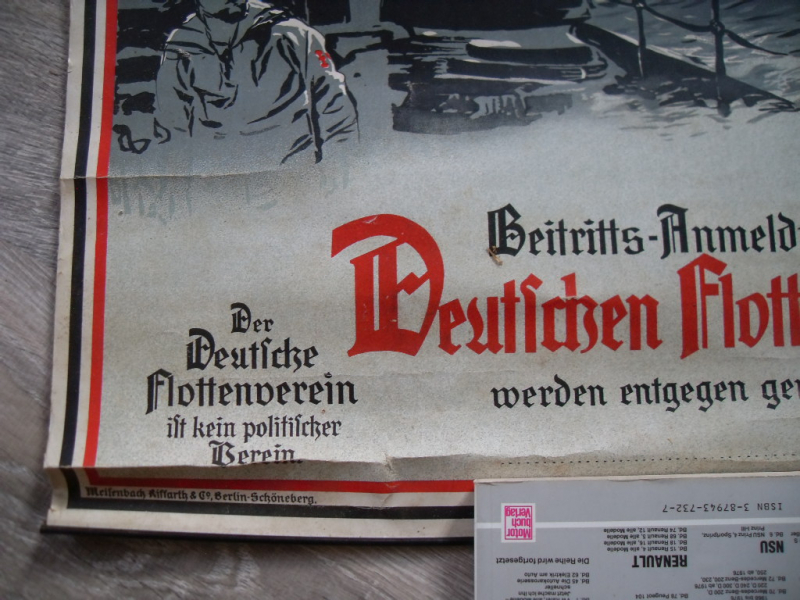 Beitritts-Anmeld
Deutschen Flott
werden entgegen ge
Der
Deutsche
Flottenverein
ist kein politischer
Verein.
Meisenbach Riffarth & Co, Berlin-Schöneberg.
ISBN 3-87943-732-7
Motor
buch
Verlag
NSU
RENAULT
Die Reihe wird fortgesetzt